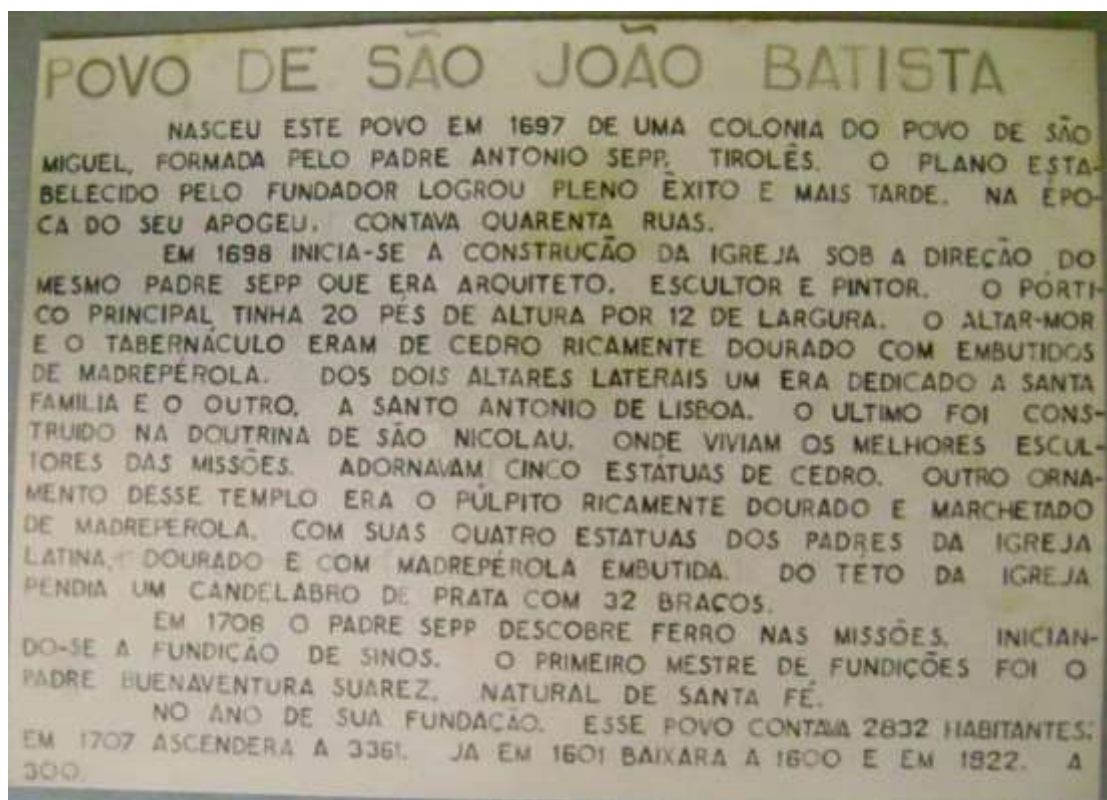 POVO DE SÃO JOÃO BATISTA
NASCEU ESTE POVO EM 1697 DE UMA COLONIA DO POVO DE SÃO
MIGUEL, FORMADA PELO PADRE ANTONIO SEPP, TIROLÊS. O PLANO ESTA-
BELECIDO PELO FUNDADOR LOGROU PLENO ÊXITO E MAIS TARDE, NA ÉPO-
CA DO SEU APOGEU, CONTAVA QUARENTA RUAS.
EM 1698 INICIA-SE A CONSTRUCÃO DA IGREJA SOB A DIREÇÃO DO
MESMO PADRE SEPP QUE ERA ARQUITETO, ESCULTOR E PINTOR. O PÓRTI-
CO PRINCIPAL TINHA 20 PÉS DE ALTURA POR 12 DE LARGURA. O ALTAR-MOR
E O TABERNÁCULO ERAM DE CEDRO RICAMENTE DOURADO COM EMBUTIDOS
DE MADREPÉROLA. DOS DOIS ALTARES LATERAIS UM ERA DEDICADO A SANTA
FAMILIA E O OUTRO, A SANTO ANTONIO DE LISBOA. O ULTIMO FOI CONS-
TRUIDO NA DOUTRINA DE SÃO NICOLAU, ONDE VIVIAM OS MELHORES ESCUL-
TORES DAS MISSÕES. ADORNAVAM CINCO ESTÁTUAS DE CEDRO. OUTRO ORNA-
MENTO DESSE TEMPLO ERA O PÚLPITO RICAMENTE DOURADO E MARCHETADO
DE MADREPEROLA, COM SUAS QUATRO ESTATUAS DOS PADRES DA IGREJA
LATINA, DOURADO E COM MADREPÉROLA EMBUTIDA. DO TETO DA IGREJA
PENDIA UM CANDELABRO DE PRATA COM 32 BRAÇOS.
EM 1708 O PADRE SEPP DESCOBRE FERRO NAS MISSÕES, INICIAN-
DO-SE A FUNDIÇÃO DE SINOS. O PRIMEIRO MESTRE DE FUNDIÇÕES FOI O
PADRE BUENAVENTURA SUAREZ, NATURAL DE SANTA FÉ.
NO ANO DE SUA FUNDAÇÃO, ESSE POVO CONTAVA 2832 HABITANTES;
EM 1707 ASCENDERA A 3361. JA EM 1601 BAIXARA A 1600 E EM 1822, A
300.